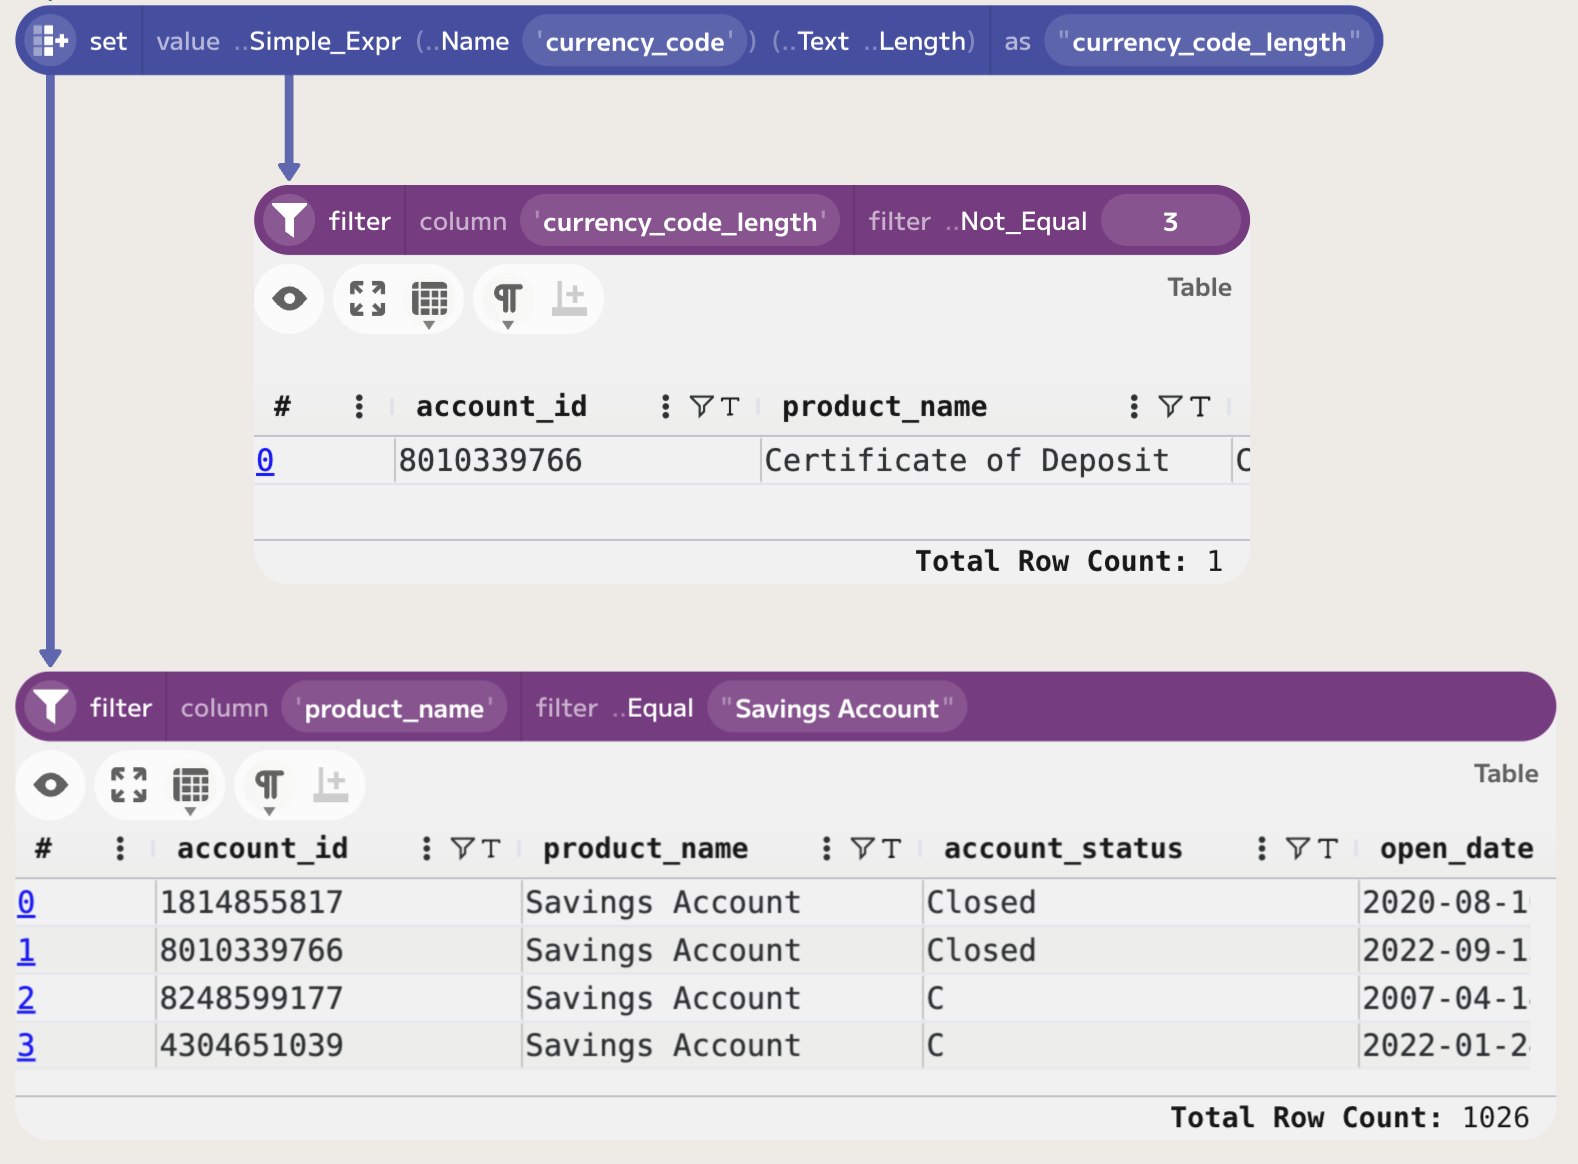 set value ..Simple_Expr (..Name 'currency_code') (..Text ..Length) as "currency_code_length"
filter column 'currency_code_length' filter ..Not_Equal 3
Table
# account_id T product_name T
0 8010339766 Certificate of Deposit C
Total Row Count: 1
filter column 'product_name' filter ..Equal "Savings Account"
Table
# account_id T product_name T account_status T open_date
0 1814855817 Savings Account Closed 2020-08-1
1 8010339766 Savings Account Closed 2022-09-1
2 8248599177 Savings Account C 2007-04-1
3 4304651039 Savings Account C 2022-01-2
Total Row Count: 1026